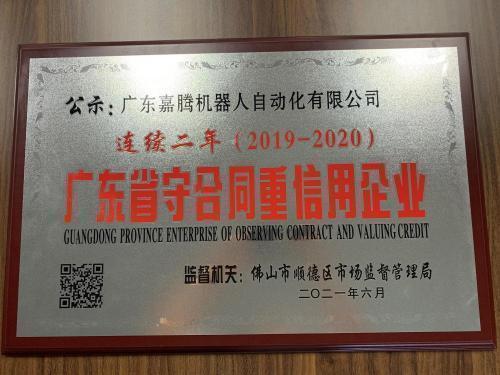 公示：广东嘉腾机器人自动化有限公司
连续二年（2019-2020）
广东省守合同重信用企业
GUANGDONG PROVINCE ENTERPRISE OF OBSERVING CONTRACT AND VALUING CREDIT
监督机关：佛山市顺德区市场监督管理局
二〇二一年六月